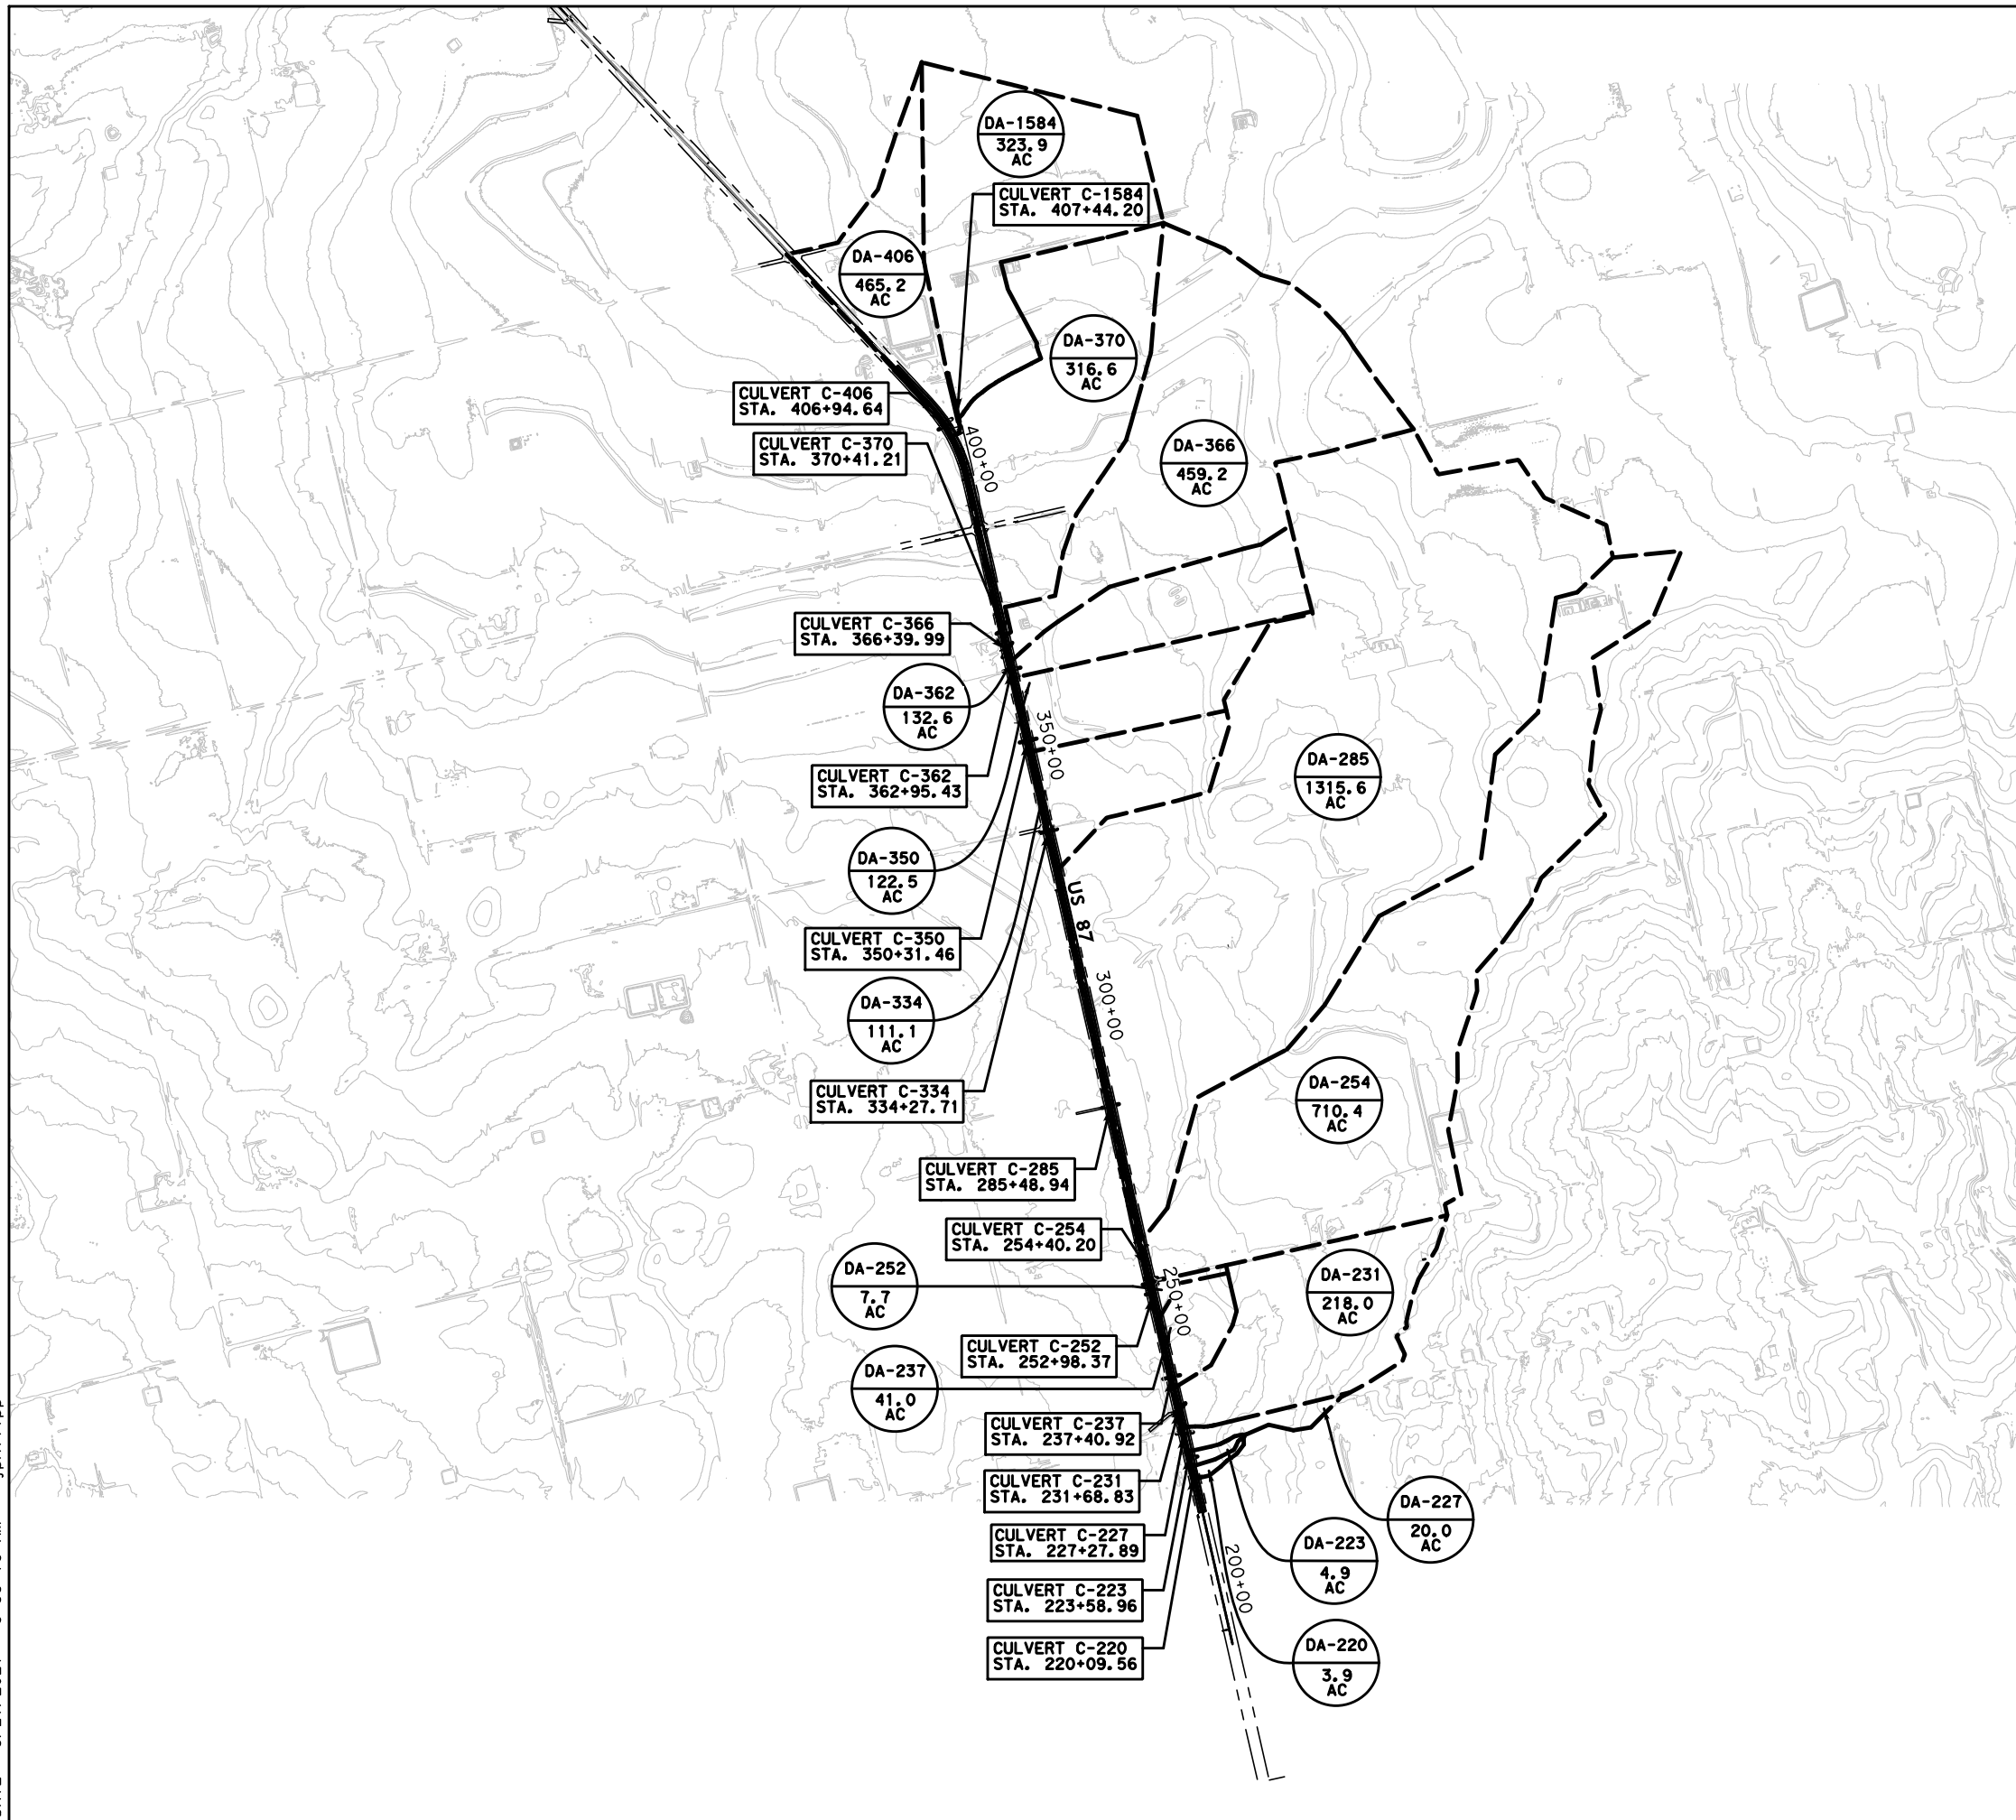 DA-1584
323.9
AC
CULVERT C-1584
STA. 407+44.20
DA-406
465.2
AC
DA-370
316.6
AC
CULVERT C-406
STA. 406+94.64
CULVERT C-370
STA. 370+41.21
400+00
DA-366
459.2
AC
CULVERT C-366
STA. 366+39.99
DA-362
132.6
AC
350+00
CULVERT C-362
STA. 362+95.43
DA-285
1315.6
AC
DA-350
122.5
AC
US 87
CULVERT C-350
STA. 350+31.46
300+00
DA-334
111.1
AC
CULVERT C-334
STA. 334+27.71
DA-254
710.4
AC
CULVERT C-285
STA. 285+48.94
CULVERT C-254
STA. 254+40.20
DA-252
7.7
AC
250+00
DA-231
218.0
AC
CULVERT C-252
STA. 252+98.37
DA-237
41.0
AC
CULVERT C-237
STA. 237+40.92
CULVERT C-231
STA. 231+68.83
DA-227
20.0
AC
CULVERT C-227
STA. 227+27.89
DA-223
4.9
AC
200+00
CULVERT C-223
STA. 223+58.96
CULVERT C-220
STA. 220+09.56
DA-220
3.9
AC